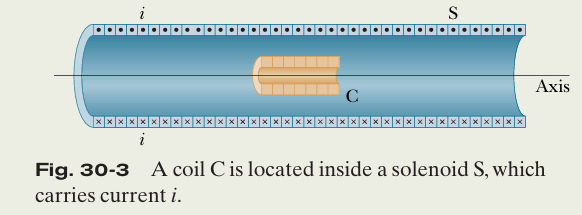 i
S
Axis
C
i
Fig. 30-3 A coil C is located inside a solenoid S, which
carries current i.